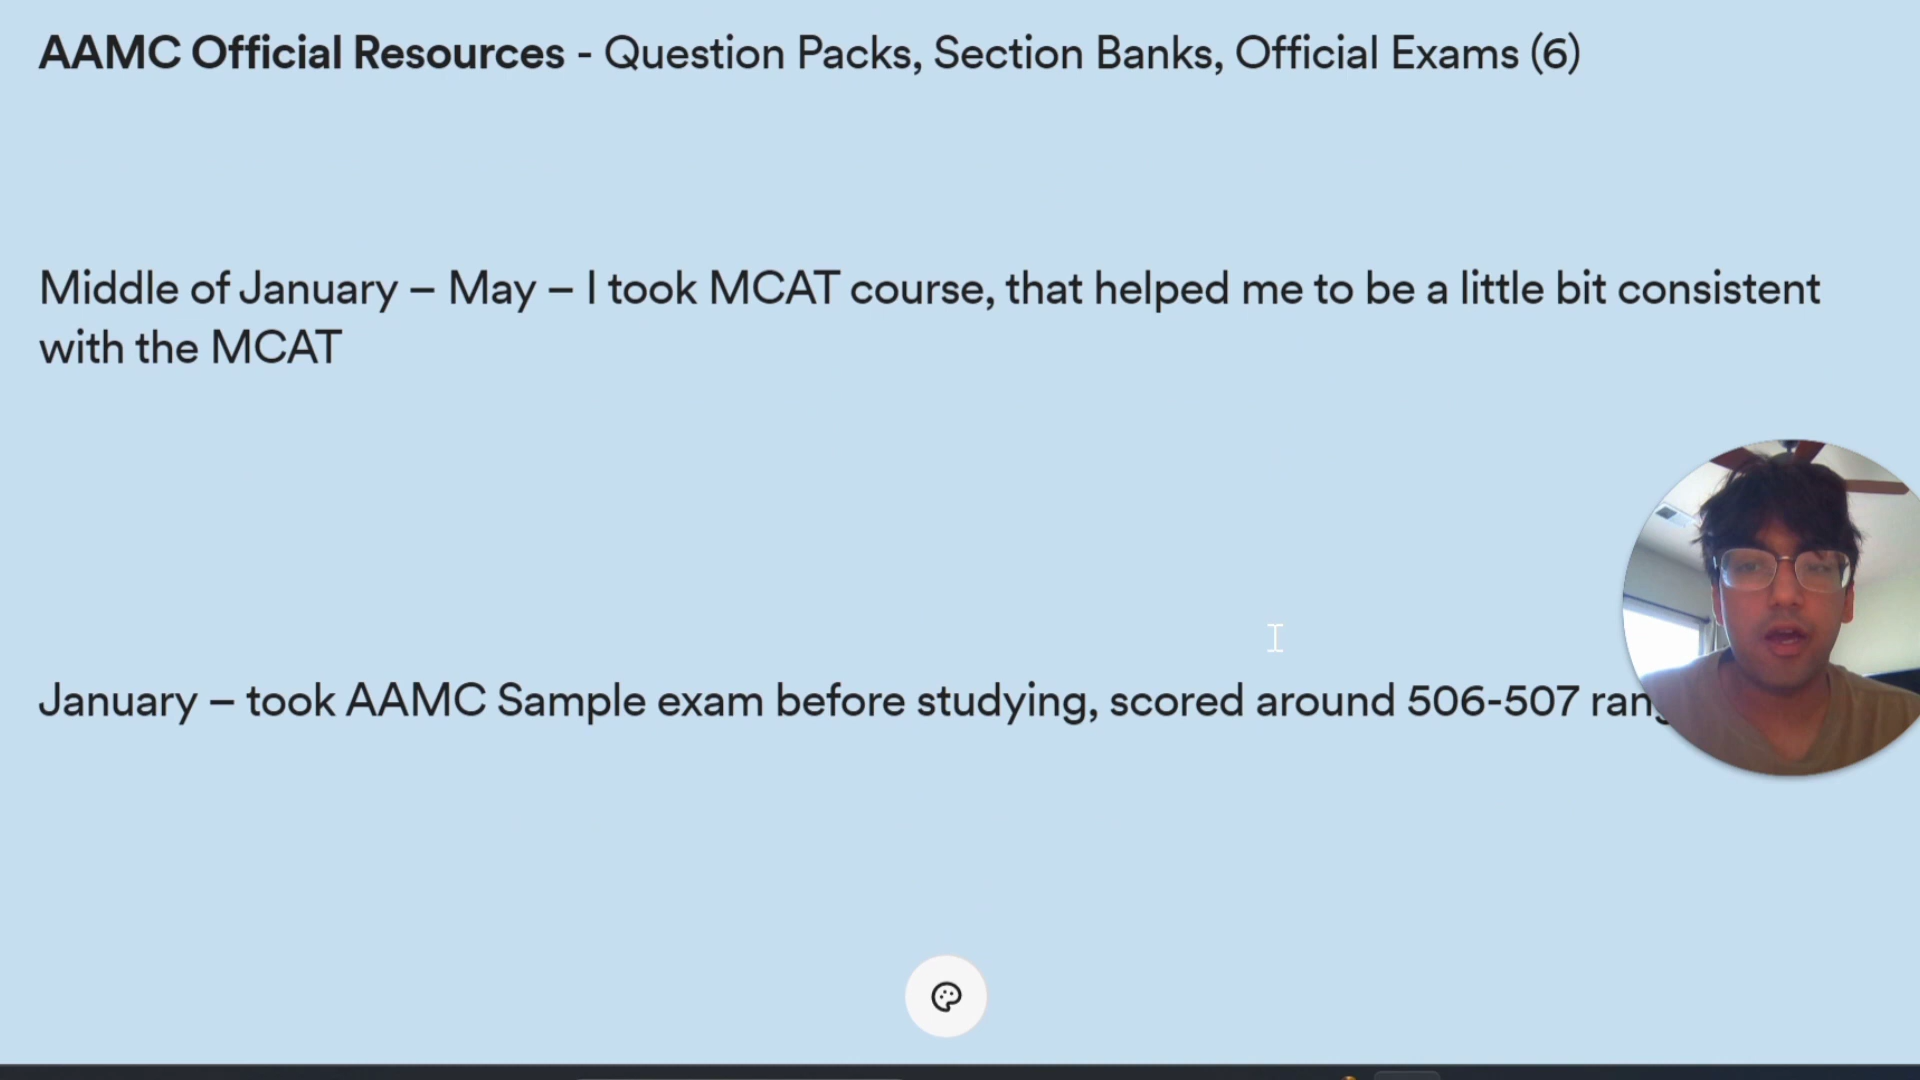 AAMC Official Resources - Question Packs, Section Banks, Official Exams (6)
Middle of January – May – I took MCAT course, that helped me to be a little bit consistent
with the MCAT
January – took AAMC Sample exam before studying, scored around 506-507